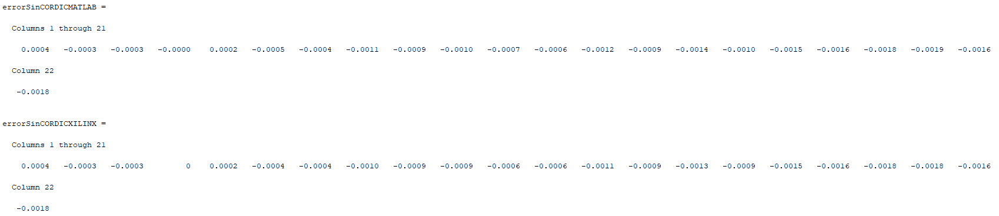 errorSinCORDICMATLAB =
Columns 1 through 21
0.0004 -0.0003 -0.0003 -0.0000 0.0002 -0.0005 -0.0004 -0.0011 -0.0009 -0.0010 -0.0007 -0.0006 -0.0012 -0.0009 -0.0014 -0.0010 -0.0015 -0.0016 -0.0018 -0.0019 -0.0016
Column 22
-0.0018
errorSinCORDICXILINX =
Columns 1 through 21
0.0004 -0.0003 -0.0003 0 0.0002 -0.0004 -0.0004 -0.0010 -0.0009 -0.0009 -0.0006 -0.0006 -0.0011 -0.0009 -0.0013 -0.0009 -0.0015 -0.0016 -0.0018 -0.0018 -0.0016
Column 22
-0.0018